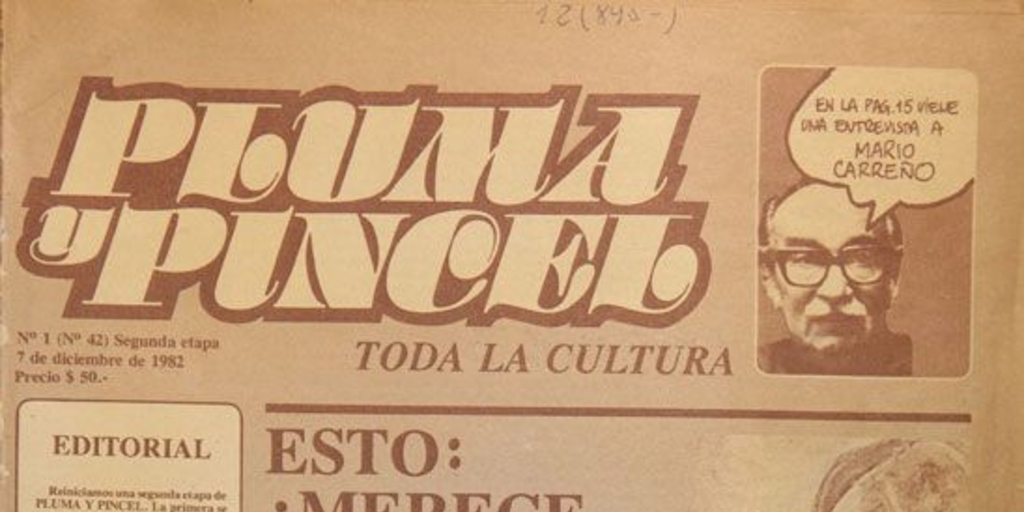 12 (840-)
PLUMA
y PINCEL
EN LA PAG. 15 VIENE
UNA ENTREVISTA A
MARIO
CARREÑO
Nº 1 (Nº 42) Segunda etapa
7 de diciembre de 1982
Precio $ 50.-
TODA LA CULTURA
EDITORIAL
Reiniciamos una segunda etapa de
PLUMA Y PINCEL. La primera se
ESTO:
¿MERECE